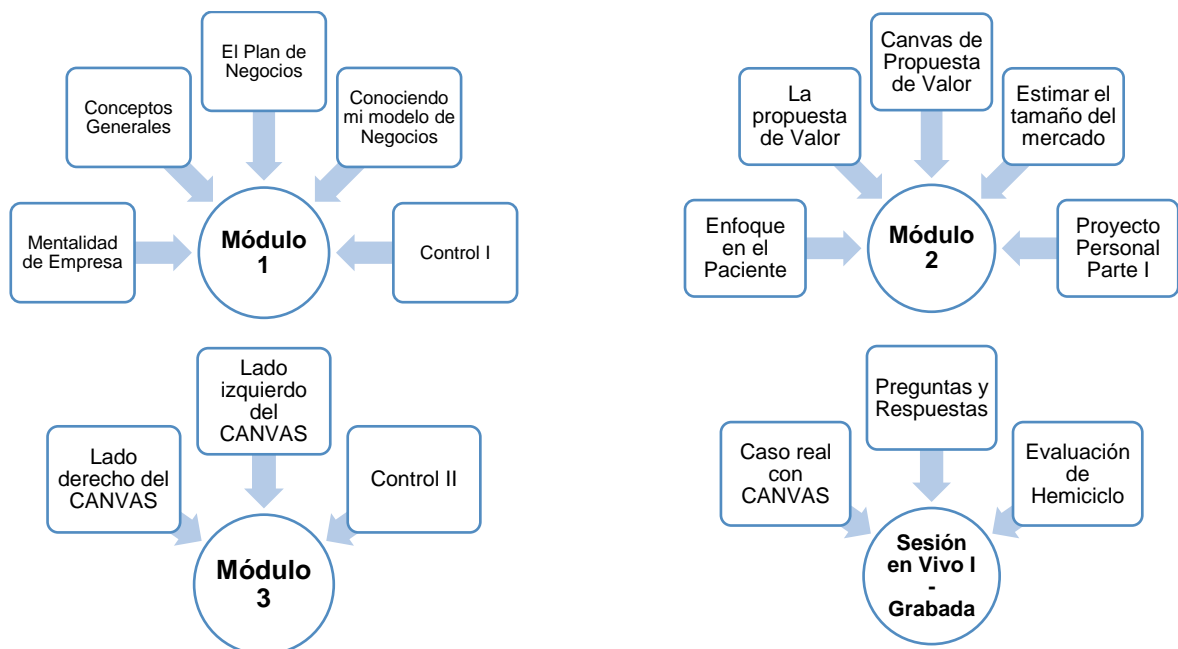 Mentalidad
de Empresa
Conceptos
Generales
El Plan de
Negocios
Conociendo
mi modelo de
Negocios
Control I
Módulo
1
Enfoque
en el
Paciente
La
propuesta
de Valor
Canvas de
Propuesta
de Valor
Estimar el
tamaño del
mercado
Proyecto
Personal
Parte I
Módulo
2
Lado
derecho del
CANVAS
Lado
izquierdo
del
CANVAS
Control II
Módulo
3
Caso real
con
CANVAS
Preguntas y
Respuestas
Evaluación
de
Hemiciclo
Sesión
en Vivo I
-
Grabada